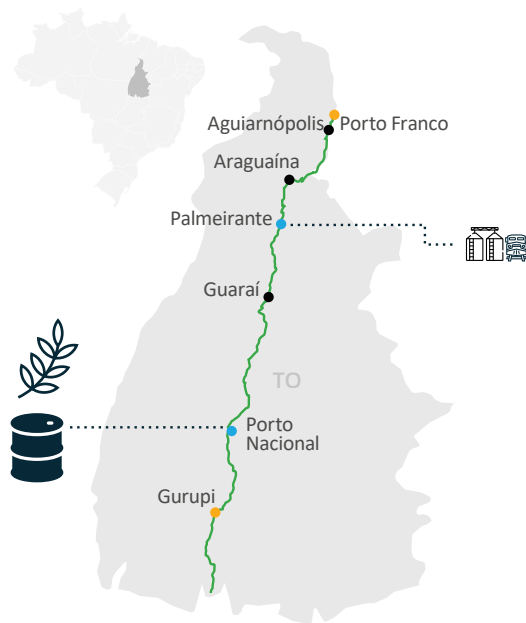 Aguiarnópolis
Porto Franco
Araguaína
Palmeirante
Guaraí
TO
Porto
Nacional
Gurupi